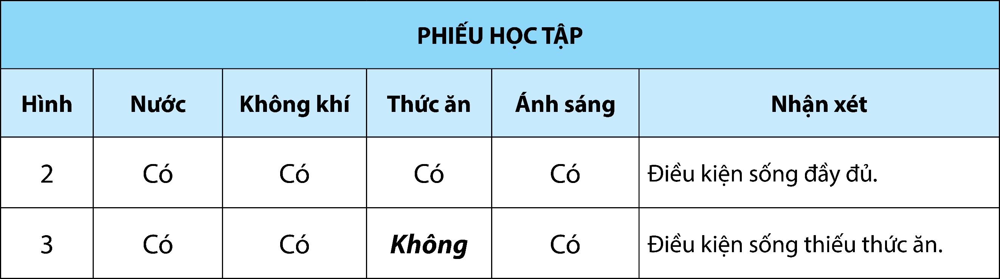 PHIẾU HỌC TẬP
Hình Nước Không khí Thức ăn Ánh sáng Nhận xét
2 Có Có Có Có Điều kiện sống đầy đủ.
3 Có Có Không Có Điều kiện sống thiếu thức ăn.